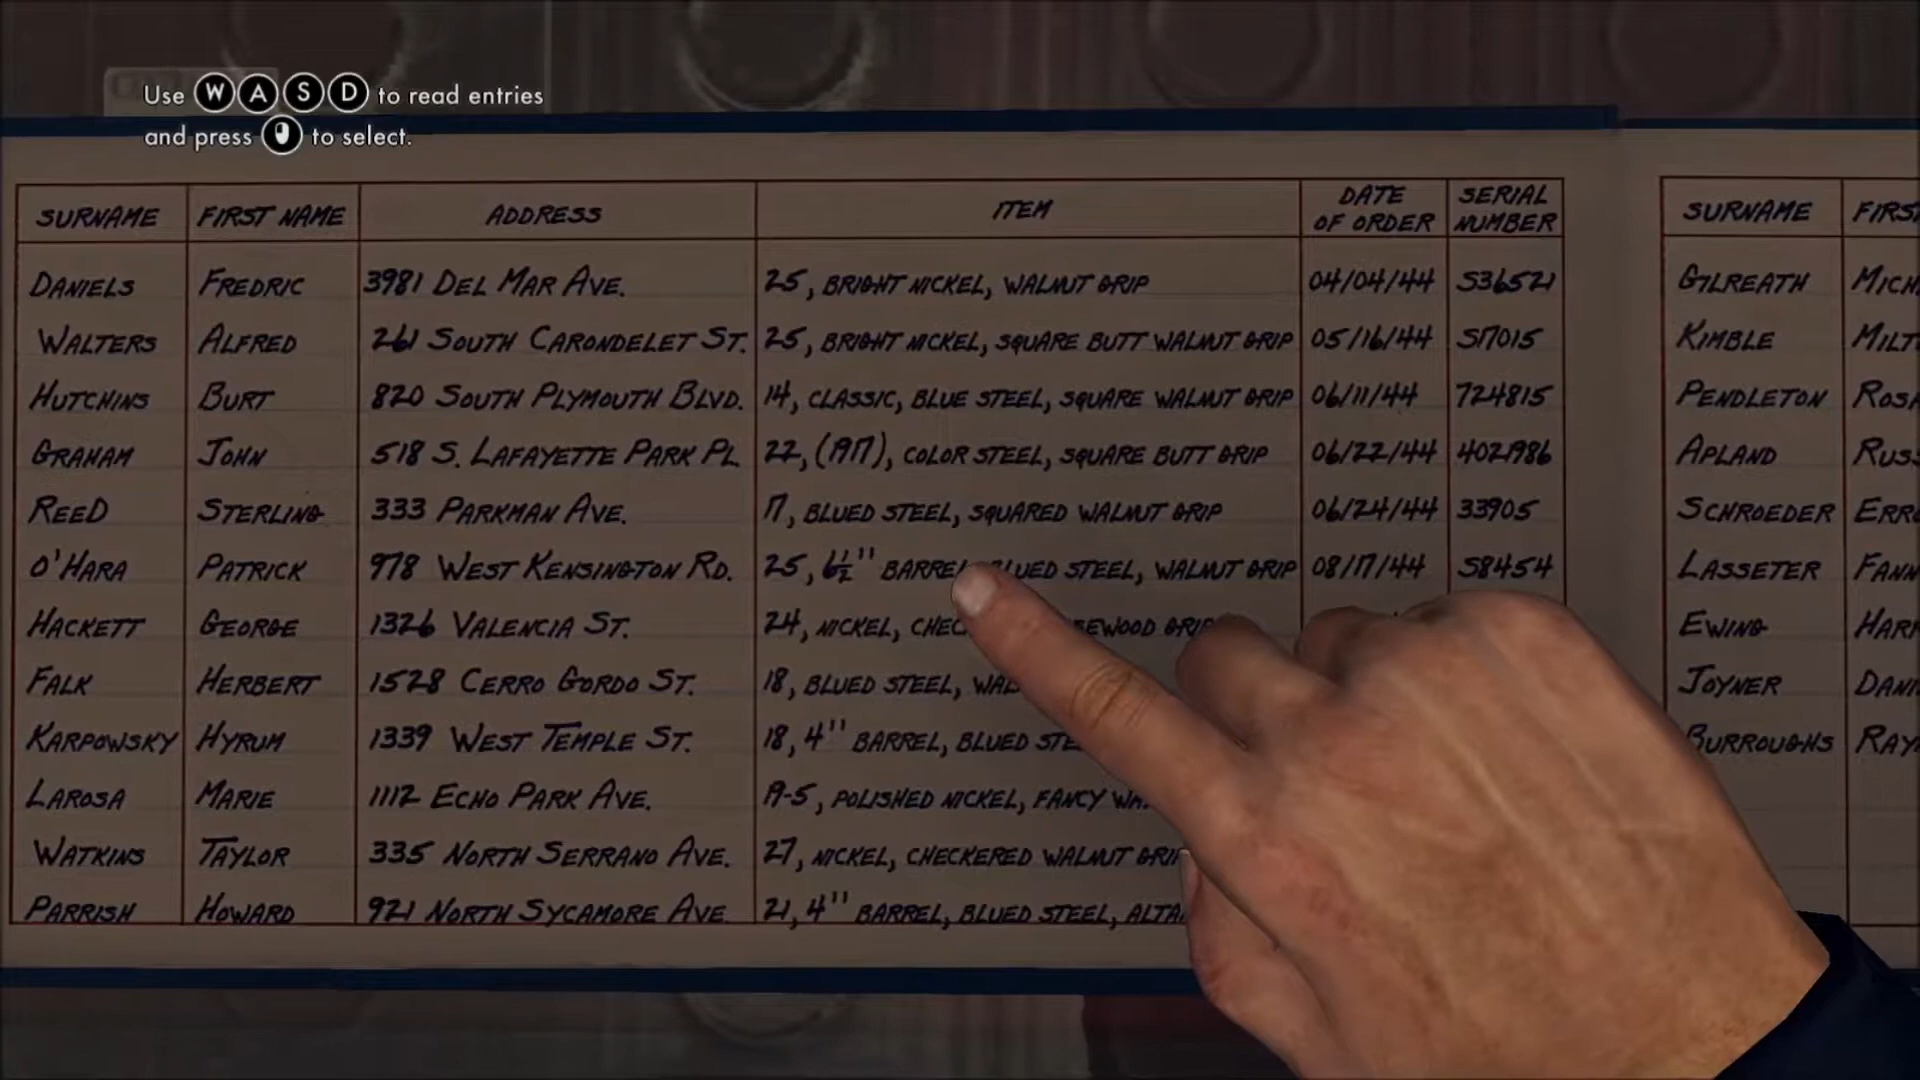 Use W A S D to read entries
and press to select.
SURNAME FIRST NAME ADDRESS ITEM DATE OF ORDER SERIAL NUMBER SURNAME
DANIELS FREDRIC 3981 DEL MAR AVE. 25, BRIGHT NICKEL, WALNUT GRIP 04/04/44 S36521 GILREATH
WALTERS ALFRED 261 SOUTH CARONDELET ST. 25, BRIGHT NICKEL, SQUARE BUTT WALNUT GRIP 05/16/44 S17015 KIMBLE
HUTCHINS BURT 820 SOUTH PLYMOUTH BLVD. 14, CLASSIC, BLUE STEEL, SQUARE WALNUT GRIP 06/11/44 724815 PENDLETON
GRAHAM JOHN 518 S. LAFAYETTE PARK PL 22, (1917), COLOR STEEL, SQUARE BUTT GRIP 06/22/44 4021986 APLAND
REED STERLING 333 PARKMAN AVE. 17, BLUED STEEL, SQUARED WALNUT GRIP 06/24/44 33905 SCHROEDER
O'HARA PATRICK 978 WEST KENSINGTON RD. 25, 6½" BARREL, BLUED STEEL, WALNUT GRIP 08/17/44 S8454 LASSETER
HACKETT GEORGE 1326 VALENCIA ST. 24, NICKEL, GRIP EWING
FALK HERBERT 1528 CERRO GORDO ST. 18, BLUED STEEL, JOYNER
KARPOWSKY HYRUM 1339 WEST TEMPLE ST. 18, 4" BARREL, BLUED BURROUGHS
LAROSA MARIE 1112 ECHO PARK AVE. 19-5, POLISHED NICKEL, FANCY
WATKINS TAYLOR 335 NORTH SERRANO AVE. 27, NICKEL, CHECKERED WALNUT GRIP
PARRISH HOWARD 921 NORTH SYCAMORE AVE. 21, 4" BARREL, BLUED STEEL,